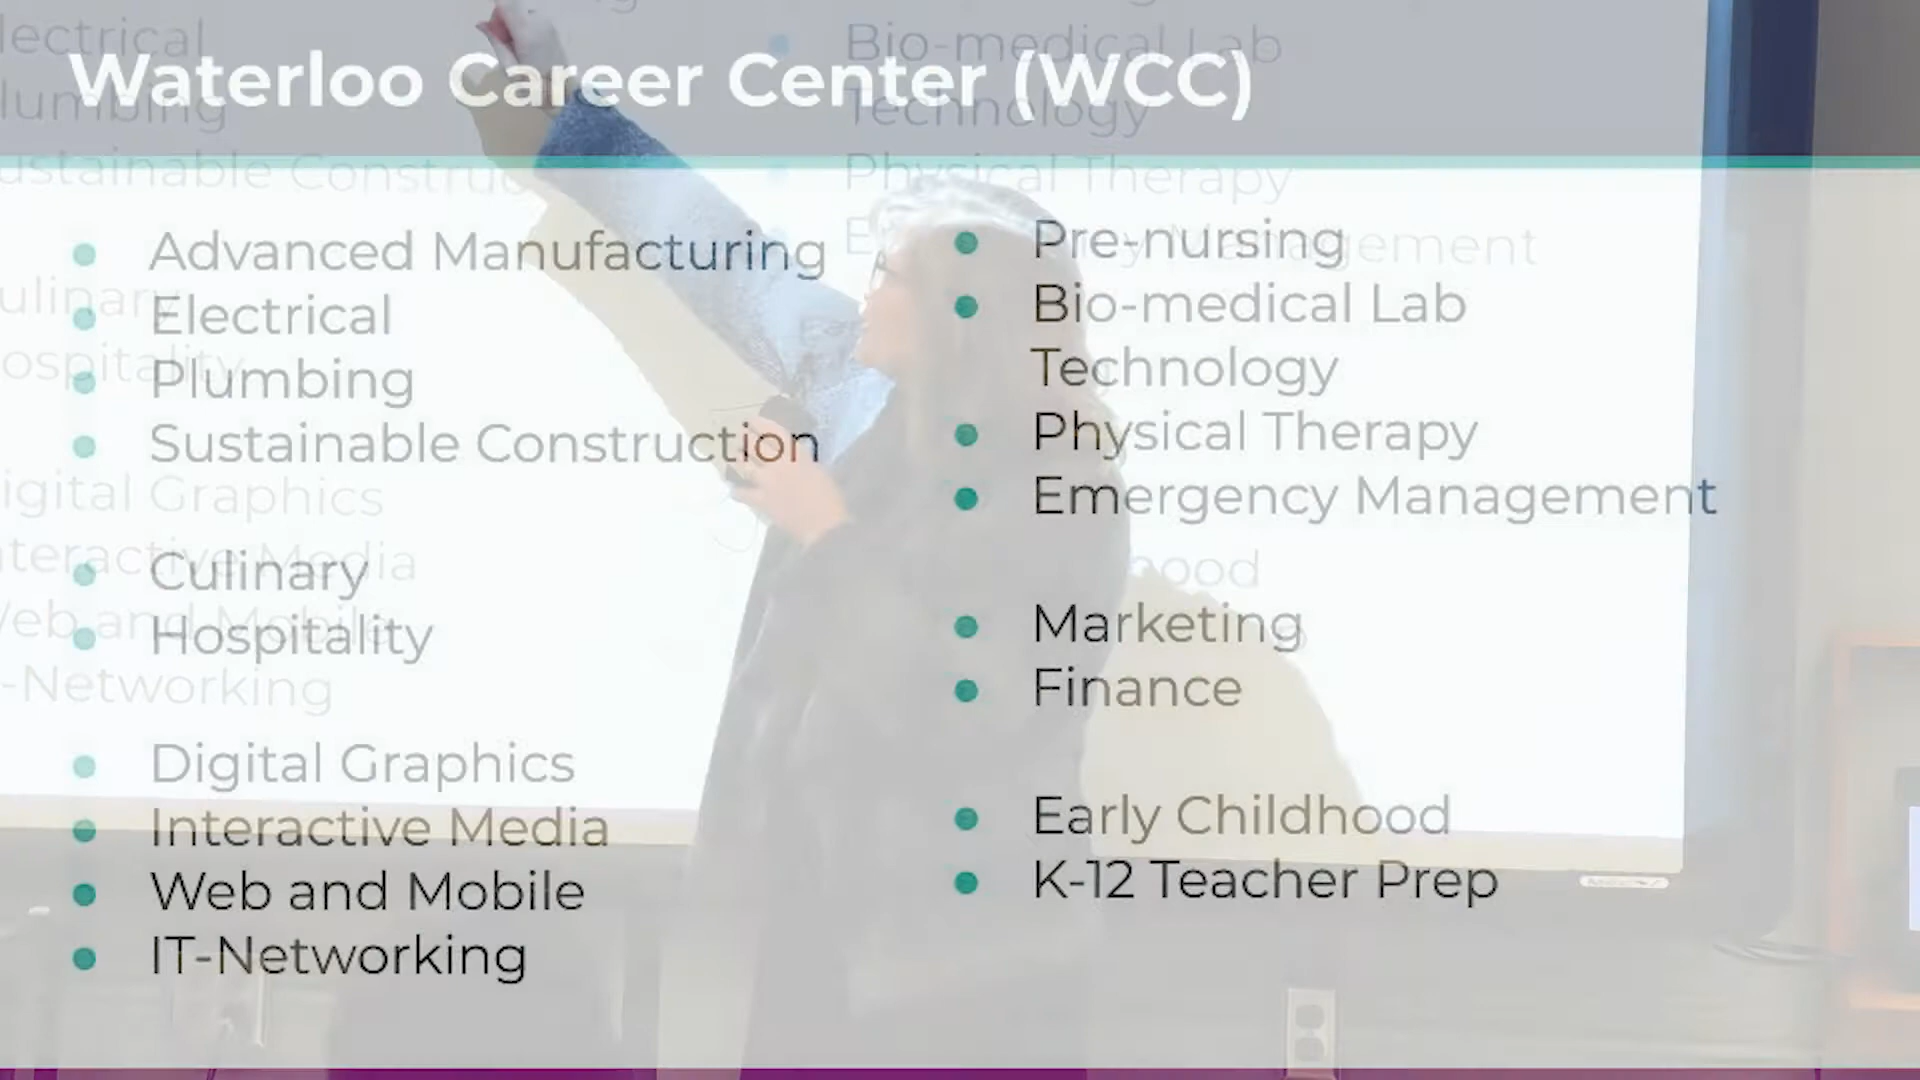 Waterloo Career Center (WCC)
Advanced Manufacturing
Electrical
Plumbing
Sustainable Construction
Culinary
Hospitality
Digital Graphics
Interactive Media
Web and Mobile
IT-Networking
Pre-nursing
Bio-medical Lab
Technology
Physical Therapy
Emergency Management
Marketing
Finance
Early Childhood
K-12 Teacher Prep